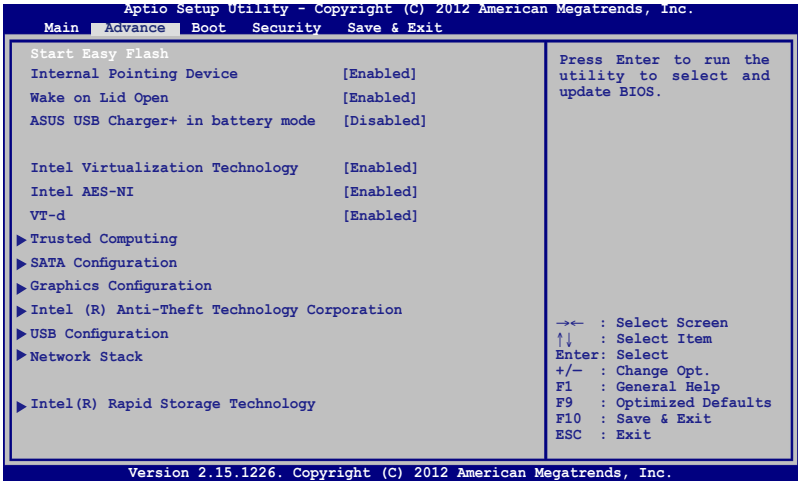 Aptio Setup Utility - Copyright (C) 2012 American Megatrends, Inc.
Main Advance Boot Security Save & Exit
Start Easy Flash
Internal Pointing Device [Enabled]
Wake on Lid Open [Enabled]
ASUS USB Charger+ in battery mode [Disabled]
Intel Virtualization Technology [Enabled]
Intel AES-NI [Enabled]
VT-d [Enabled]
Trusted Computing
SATA Configuration
Graphics Configuration
Intel (R) Anti-Theft Technology Corporation
USB Configuration
Network Stack
Intel(R) Rapid Storage Technology
Press Enter to run the
utility to select and
update BIOS.
→← : Select Screen
↑↓ : Select Item
Enter: Select
+/— : Change Opt.
F1 : General Help
F9 : Optimized Defaults
F10 : Save & Exit
ESC : Exit
Version 2.15.1226. Copyright (C) 2012 American Megatrends, Inc.